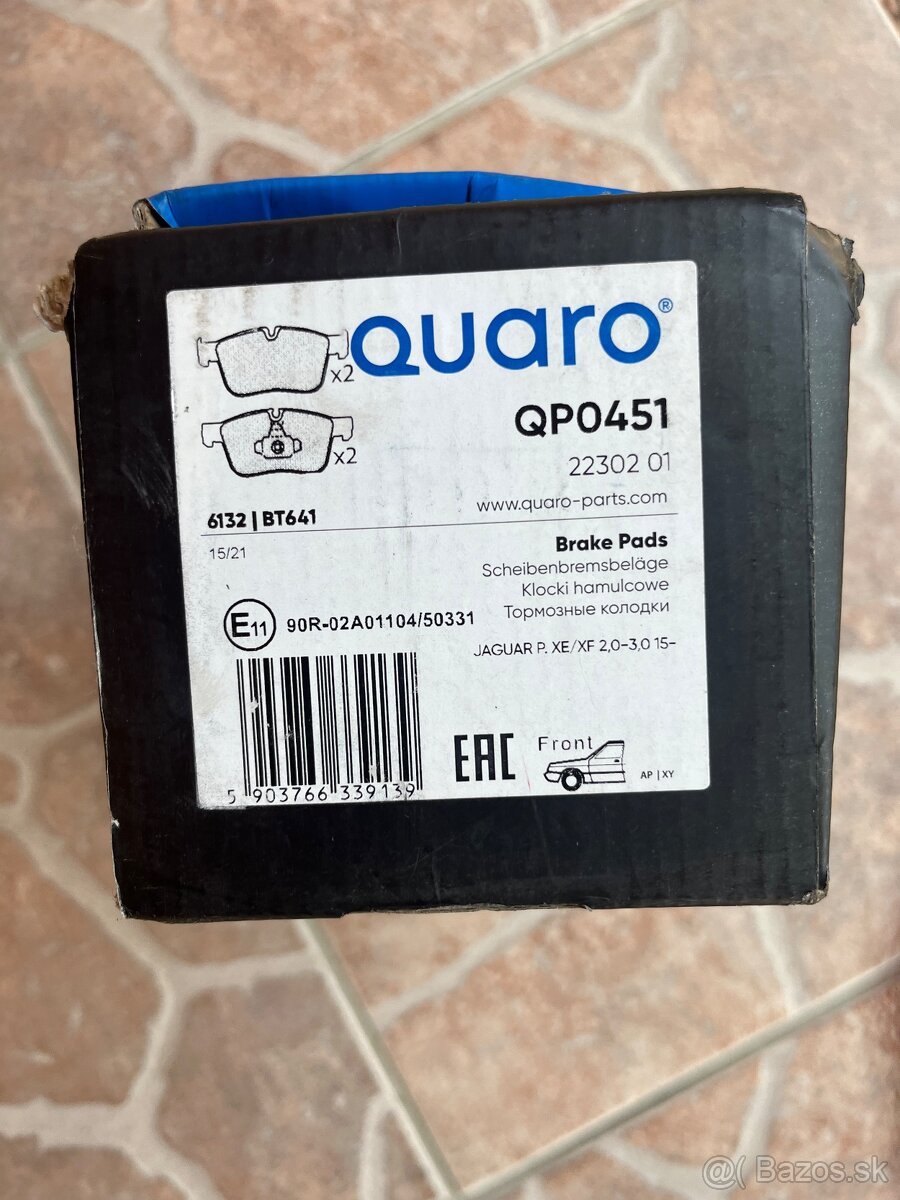 QUARO®
x2
QP0451
x2
22302 01
www.quaro-parts.com
6132 | BT641
15/21
Brake Pads
Scheibenbremsbeläge
Klocki hamulcowe
Тормозные колодки
E11
90R-02A01104/50331
JAGUAR P. XE/XF 2,0-3,0 15-
EAC
Front
AP | XY
5 903766 339139
@( Bazos.sk